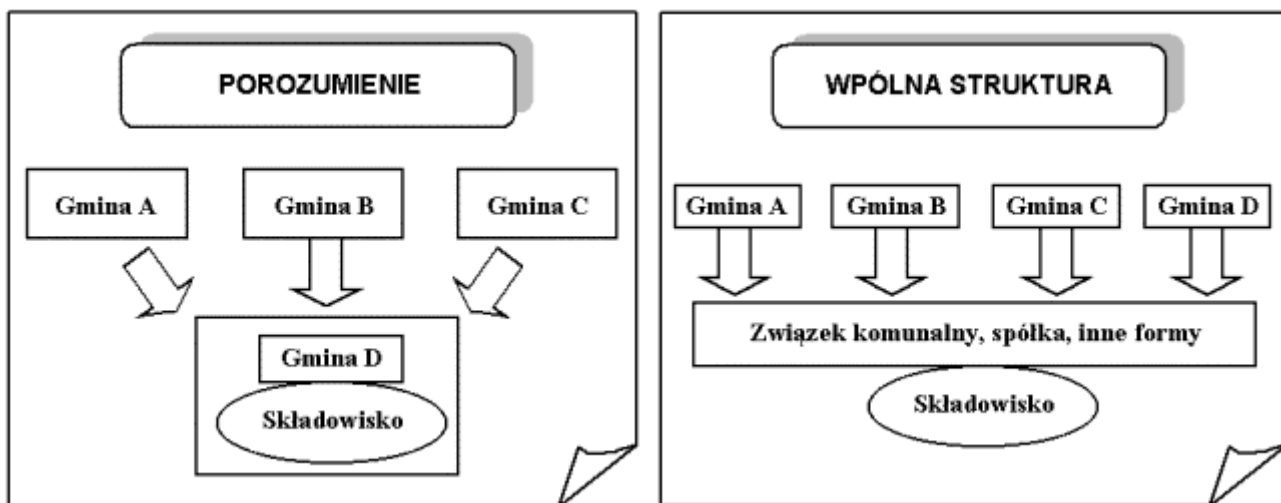 POROZUMIENIE
Gmina A
Gmina B
Gmina C
Gmina D
Składowisko
WPÓLNA STRUKTURA
Gmina A
Gmina B
Gmina C
Gmina D
Związek komunalny, spółka, inne formy
Składowisko